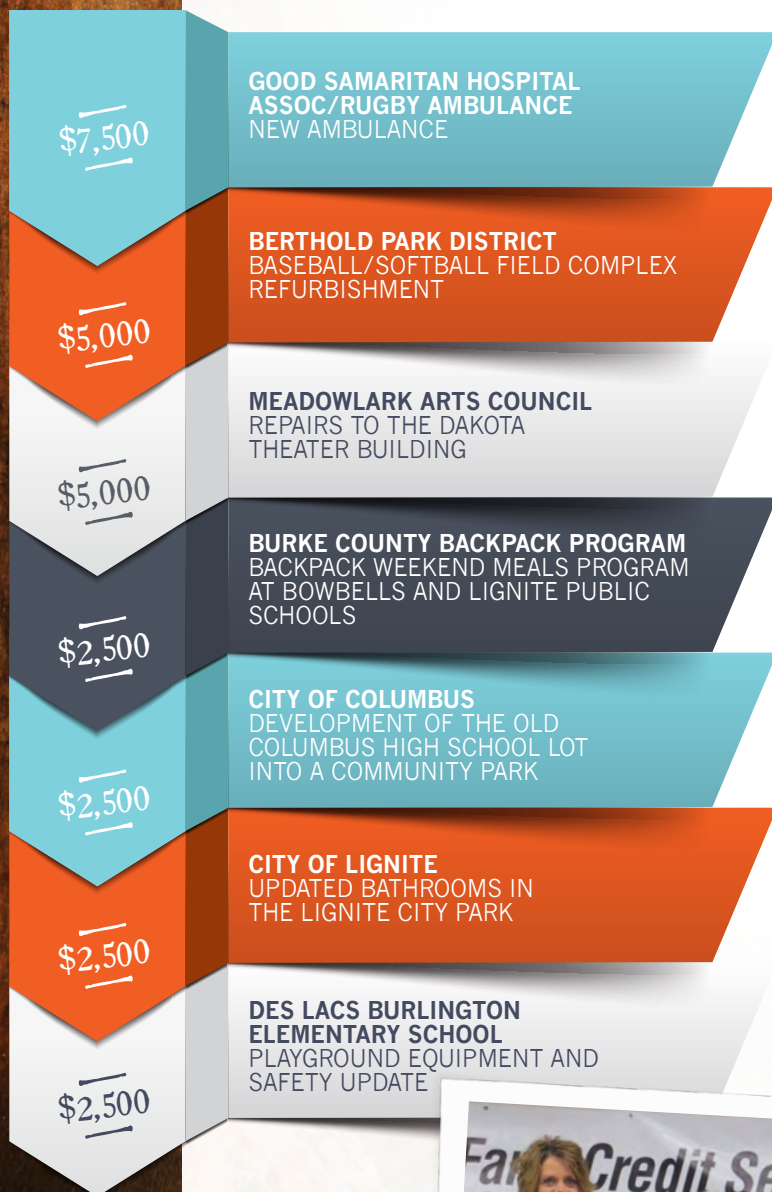 $7,500
GOOD SAMARITAN HOSPITAL
ASSOC/RUGBY AMBULANCE
NEW AMBULANCE
$5,000
BERTHOLD PARK DISTRICT
BASEBALL/SOFTBALL FIELD COMPLEX
REFURBISHMENT
$5,000
MEADOWLARK ARTS COUNCIL
REPAIRS TO THE DAKOTA
THEATER BUILDING
$2,500
BURKE COUNTY BACKPACK PROGRAM
BACKPACK WEEKEND MEALS PROGRAM
AT BOWBELLS AND LIGNITE PUBLIC
SCHOOLS
$2,500
CITY OF COLUMBUS
DEVELOPMENT OF THE OLD
COLUMBUS HIGH SCHOOL LOT
INTO A COMMUNITY PARK
$2,500
CITY OF LIGNITE
UPDATED BATHROOMS IN
THE LIGNITE CITY PARK
$2,500
DES LACS BURLINGTON
ELEMENTARY SCHOOL
PLAYGROUND EQUIPMENT AND
SAFETY UPDATE
Credit